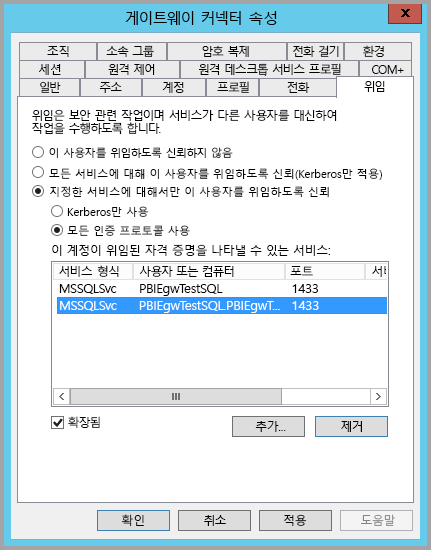 게이트웨이 커넥터 속성
x
조직 소속 그룹 암호 복제 전화 걸기 환경
세션 원격 제어 원격 데스크톱 서비스 프로필 COM+
일반 주소 계정 프로필 전화 위임
위임은 보안 관련 작업이며 서비스가 다른 사용자를 대신하여
작업을 수행하도록 합니다.
이 사용자를 위임하도록 신뢰하지 않음
모든 서비스에 대해 이 사용자를 위임하도록 신뢰(Kerberos만 적용)
지정한 서비스에 대해서만 이 사용자를 위임하도록 신뢰
Kerberos만 사용
모든 인증 프로토콜 사용
이 계정이 위임된 자격 증명을 나타낼 수 있는 서비스:
서비스 형식 사용자 또는 컴퓨터 포트
MSSQLSvc PBIEgwTestSQL 1433
MSSQLSvc PBIEgwTestSQL.PBIEgwT... 1433
확장됨
추가... 제거
확인 취소 적용 도움말